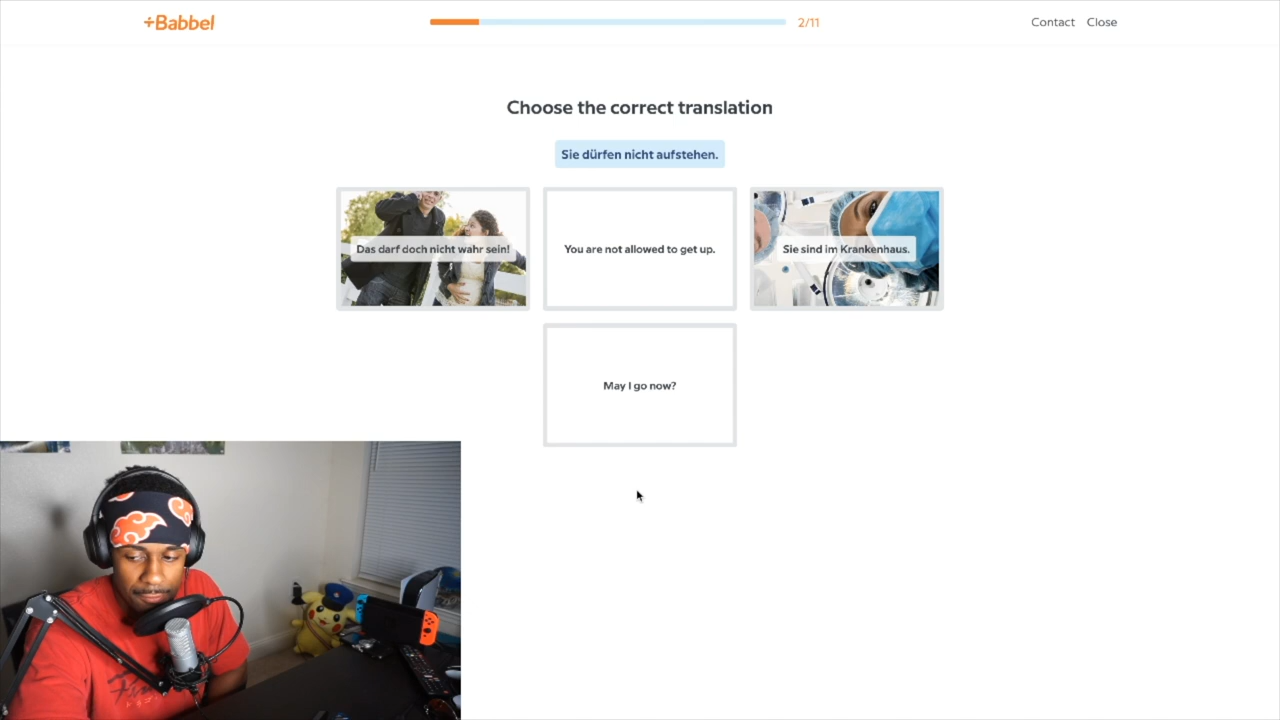 +Babbel
2/11
Contact
Close
Choose the correct translation
Sie dürfen nicht aufstehen.
Das darf doch nicht wahr sein!
You are not allowed to get up.
Sie sind im Krankenhaus.
May I go now?